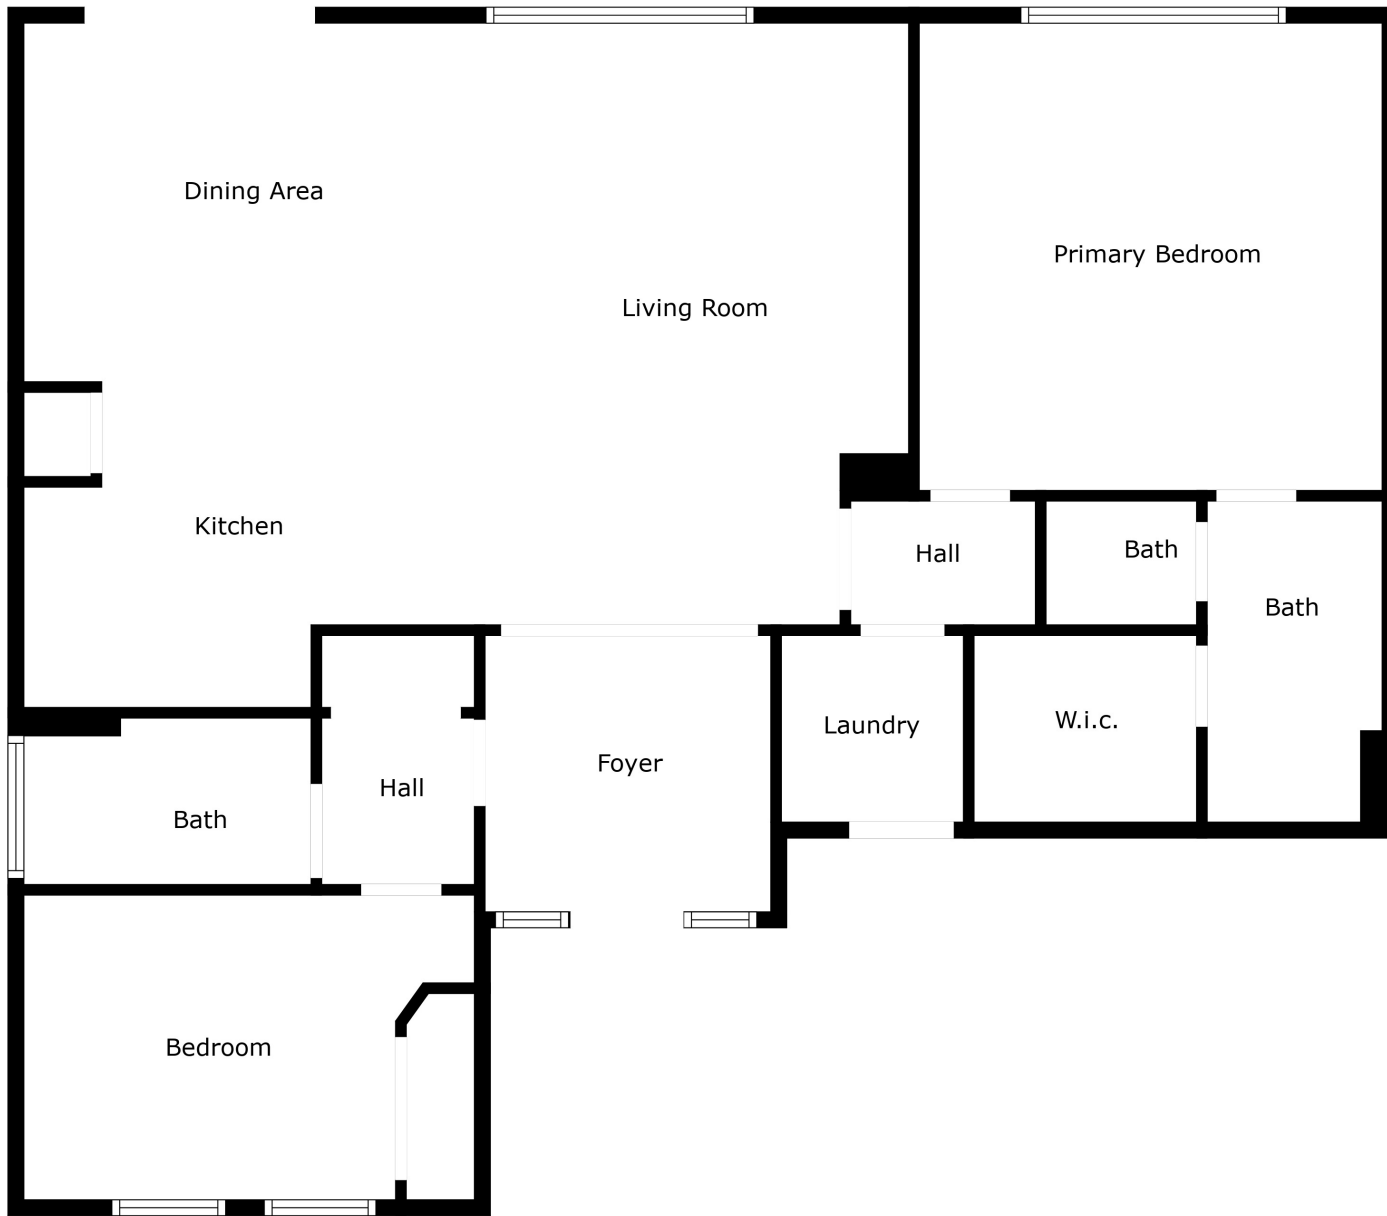 Dining Area
Primary Bedroom
Living Room
Kitchen
Hall
Bath
Bath
Laundry
W.i.c.
Foyer
Hall
Bath
Bedroom